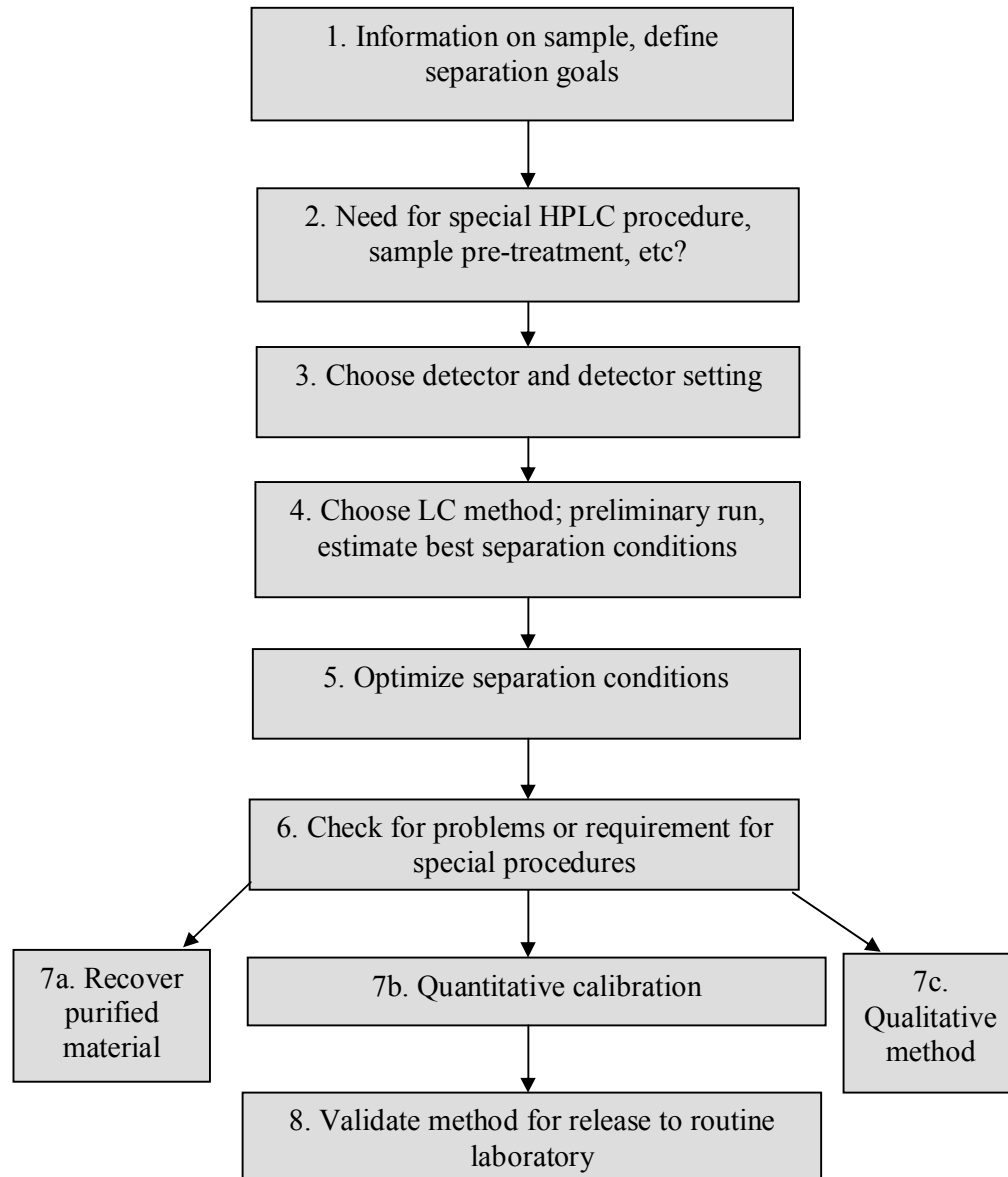 1. Information on sample, define
separation goals
2. Need for special HPLC procedure,
sample pre-treatment, etc?
3. Choose detector and detector setting
4. Choose LC method; preliminary run,
estimate best separation conditions
5. Optimize separation conditions
6. Check for problems or requirement for
special procedures
7a. Recover
purified
material
7b. Quantitative calibration
7c.
Qualitative
method
8. Validate method for release to routine
laboratory